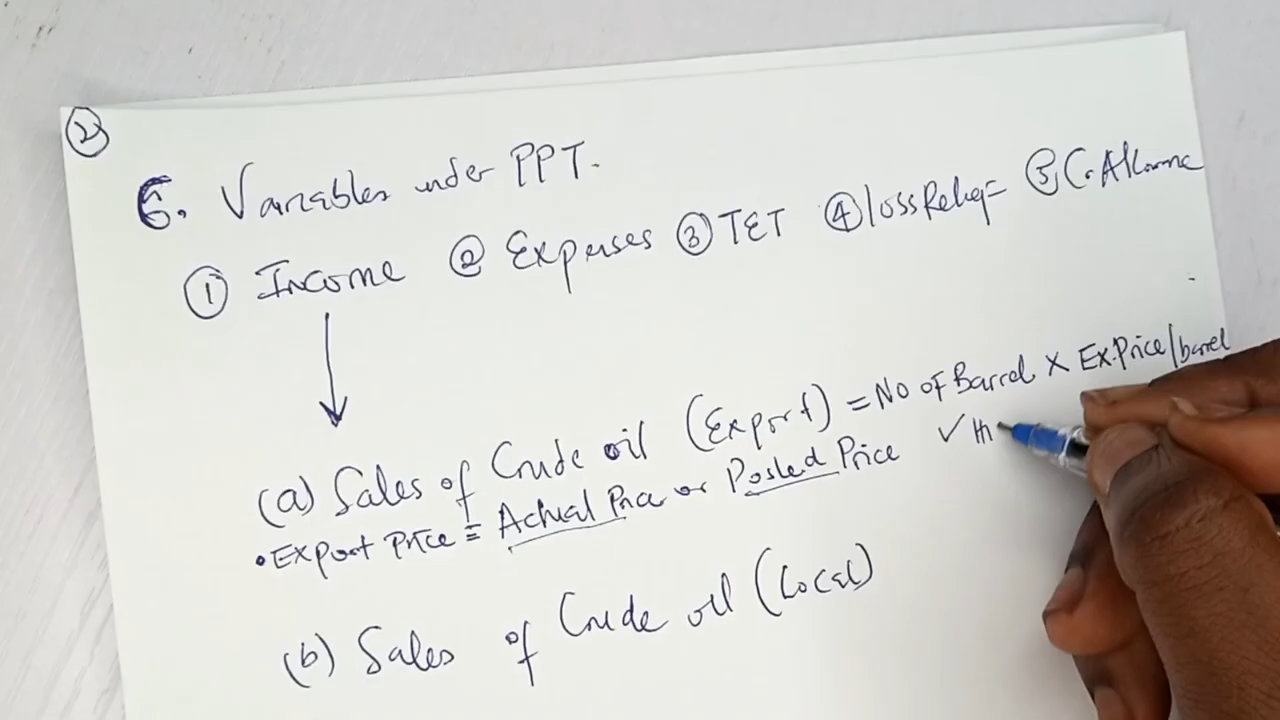 2
6. Variables under PPT.
① Income ② Expenses ③ TET ④ loss Relief ⑤ C. Allowance
(a) Sales of Crude oil (Export) = No of Barrel X Ex.Price/barrel
• Export Price = Actual Price or Posted Price ✓ th
(b) Sales of Crude oil (Local)